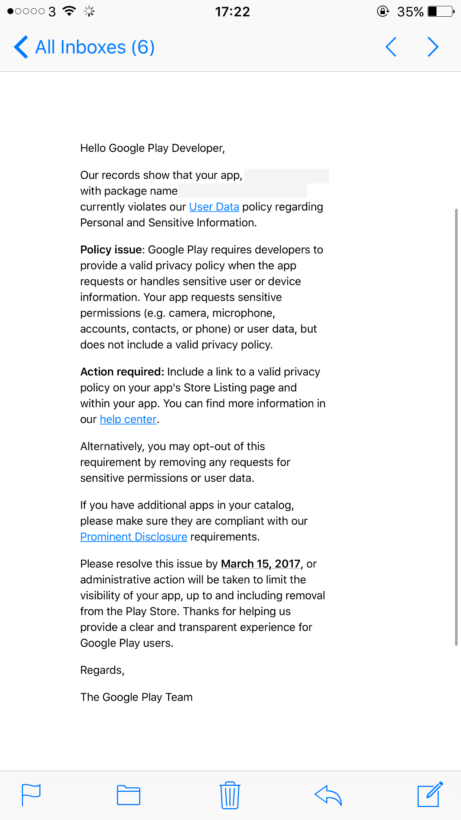 3 17:22 35%
All Inboxes (6)
Hello Google Play Developer,
Our records show that your app,
with package name
currently violates our User Data policy regarding
Personal and Sensitive Information.
Policy issue: Google Play requires developers to
provide a valid privacy policy when the app
requests or handles sensitive user or device
information. Your app requests sensitive
permissions (e.g. camera, microphone,
accounts, contacts, or phone) or user data, but
does not include a valid privacy policy.
Action required: Include a link to a valid privacy
policy on your app's Store Listing page and
within your app. You can find more information in
our help center.
Alternatively, you may opt-out of this
requirement by removing any requests for
sensitive permissions or user data.
If you have additional apps in your catalog,
please make sure they are compliant with our
Prominent Disclosure requirements.
Please resolve this issue by March 15, 2017, or
administrative action will be taken to limit the
visibility of your app, up to and including removal
from the Play Store. Thanks for helping us
provide a clear and transparent experience for
Google Play users.
Regards,
The Google Play Team